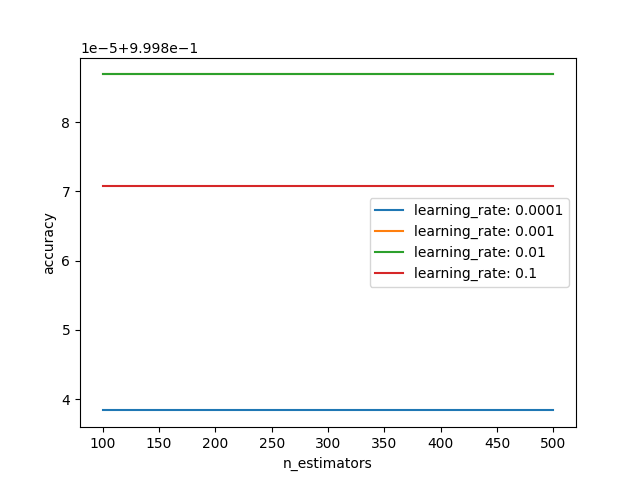 1e−5+9.998e−1
8
7
6
5
4
accuracy
learning_rate: 0.0001
learning_rate: 0.001
learning_rate: 0.01
learning_rate: 0.1
100 150 200 250 300 350 400 450 500
n_estimators